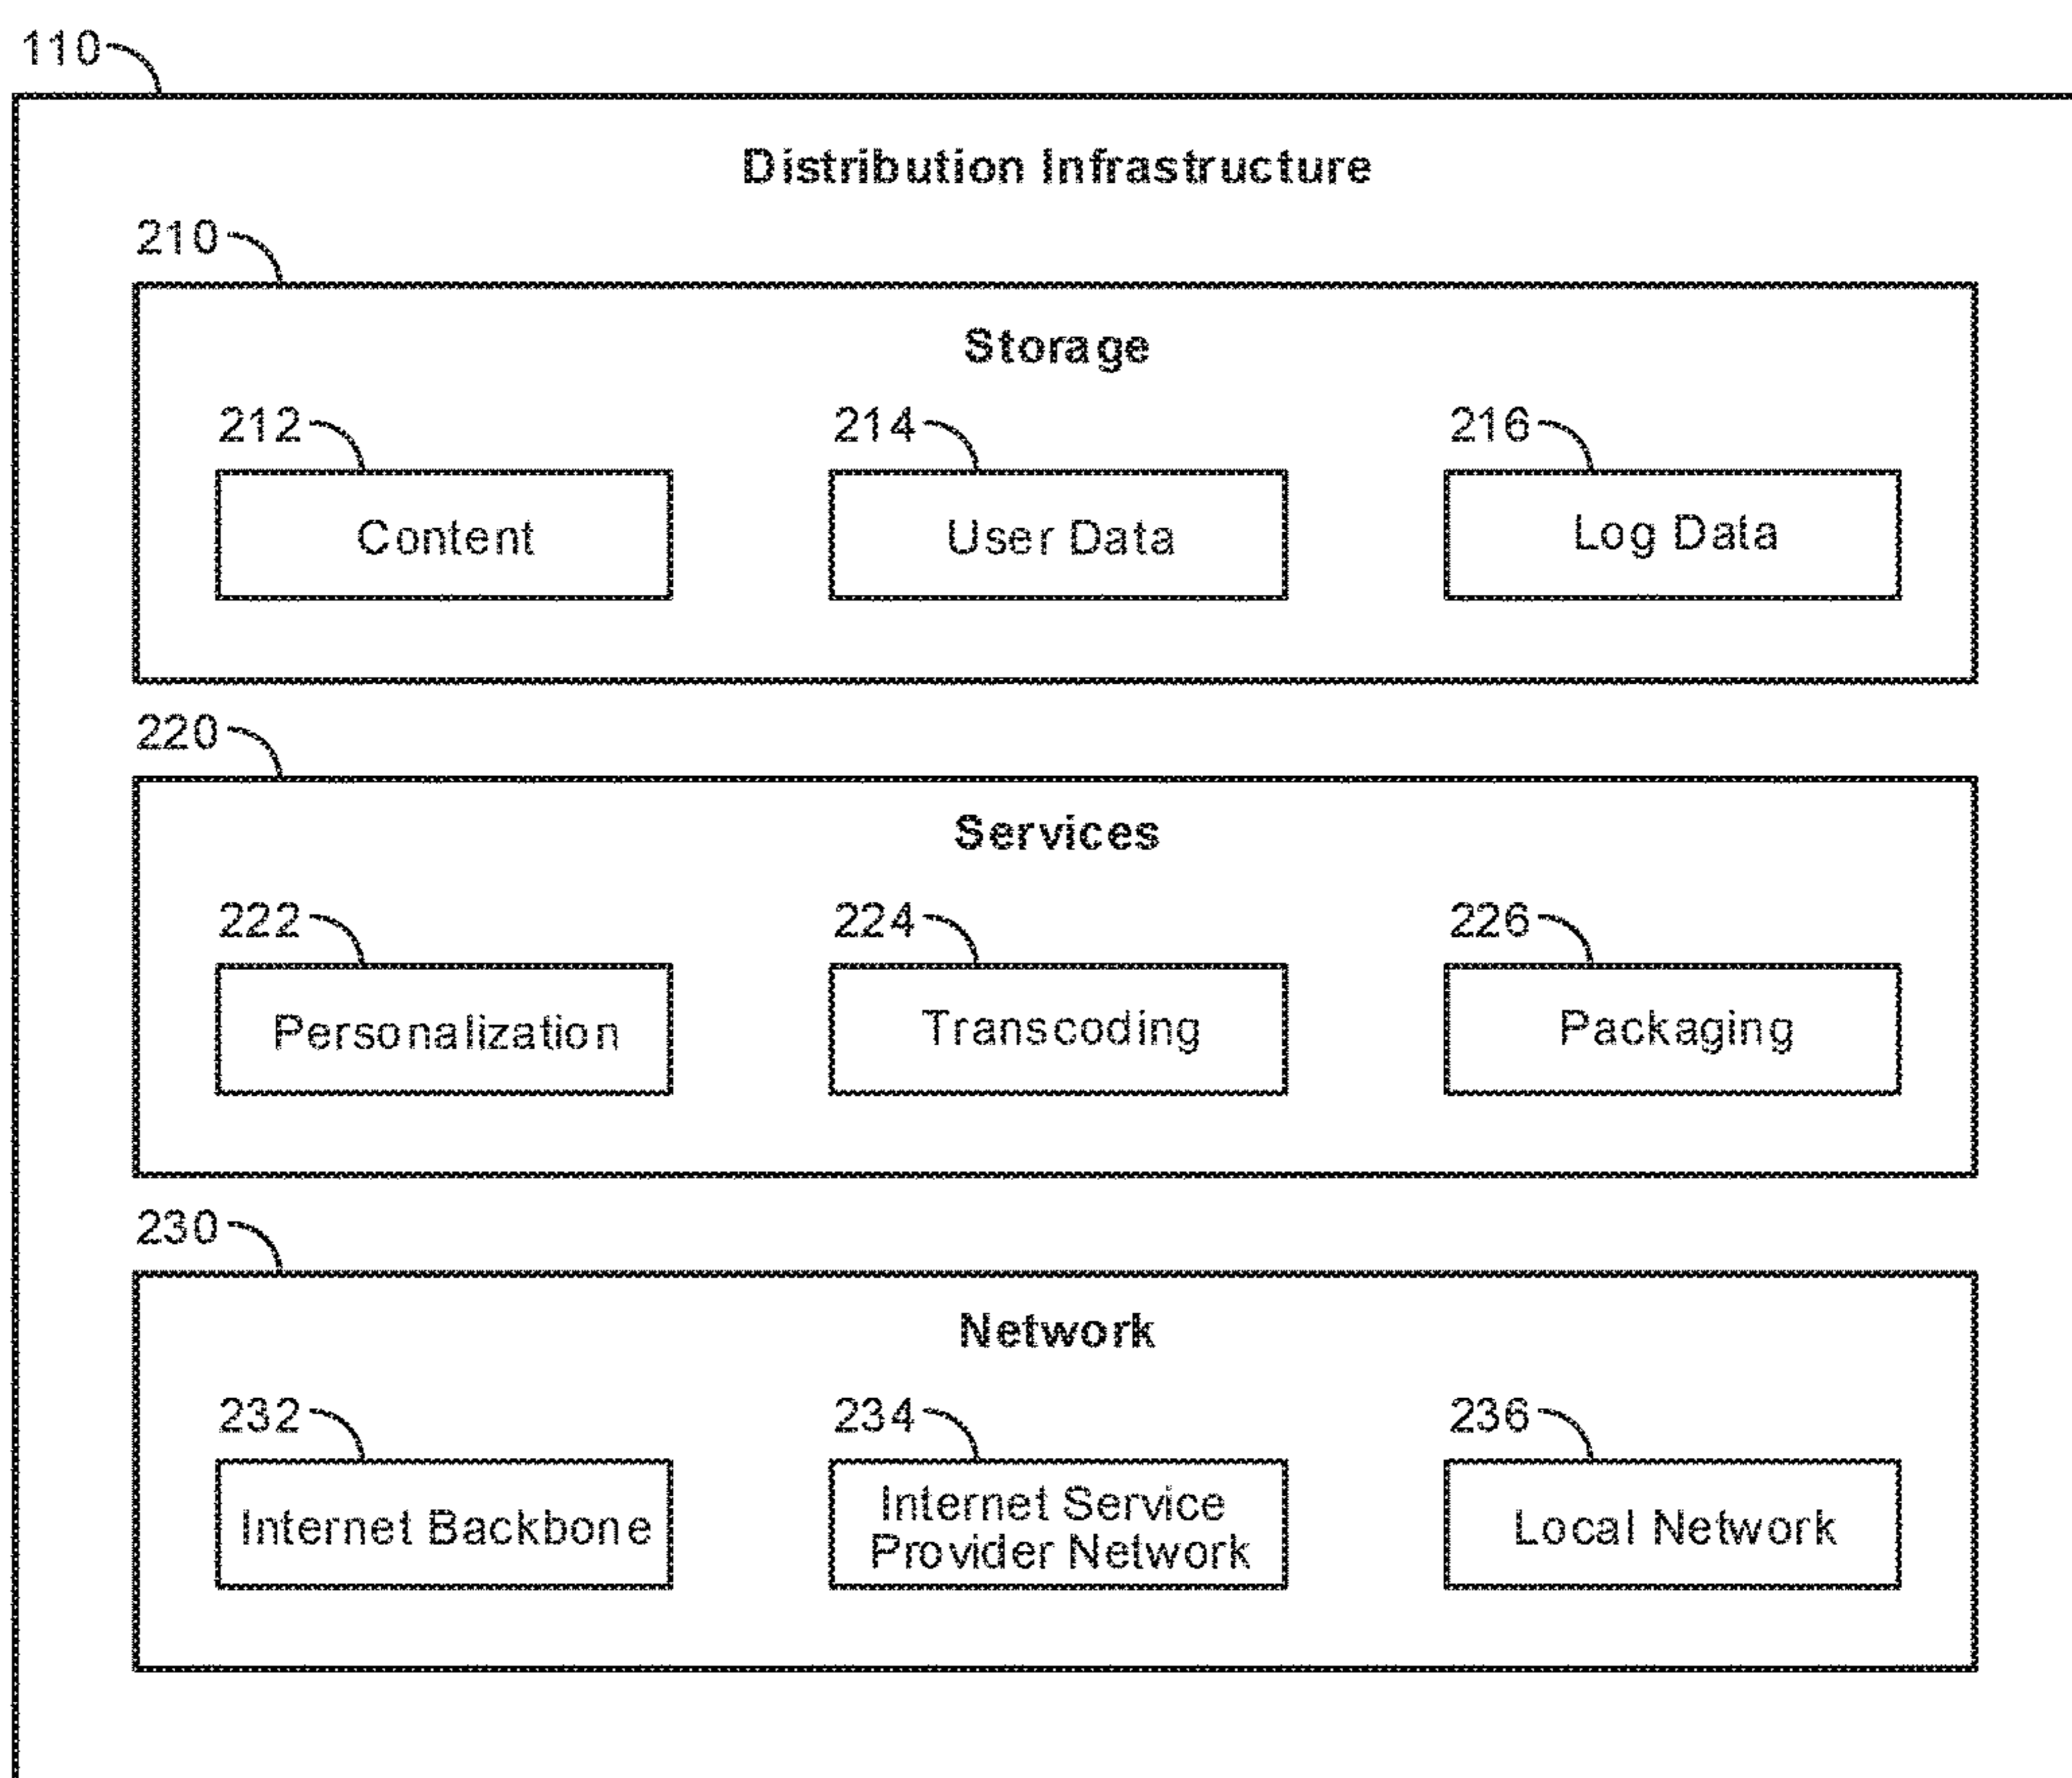 110
Distribution Infrastructure
210
Storage
212 214 216
Content User Data Log Data
220
Services
222 224 226
Personalization Transcoding Packaging
230
Network
232 234 236
Internet Backbone
Internet Service
Provider Network
Local Network